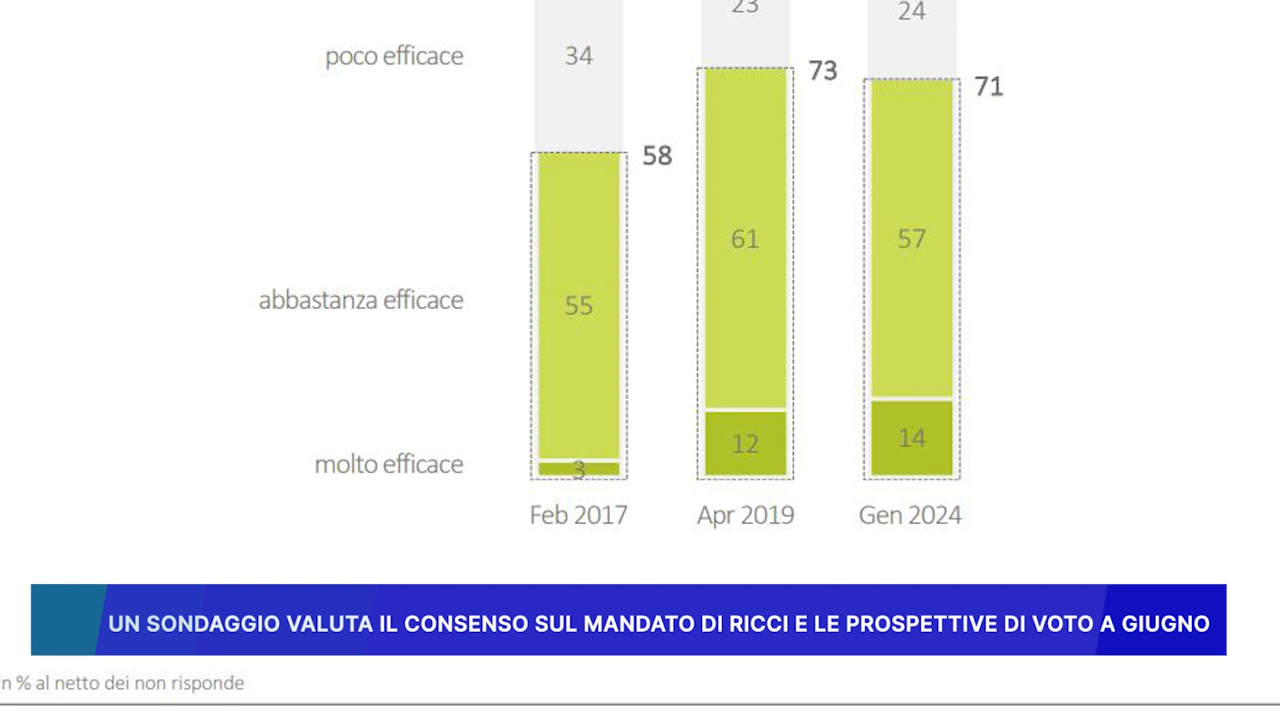 23
24
poco efficace 34
73
71
58
61 57
abbastanza efficace 55
12 14
molto efficace 3
Feb 2017 Apr 2019 Gen 2024
UN SONDAGGIO VALUTA IL CONSENSO SUL MANDATO DI RICCI E LE PROSPETTIVE DI VOTO A GIUGNO
n % al netto dei non risponde